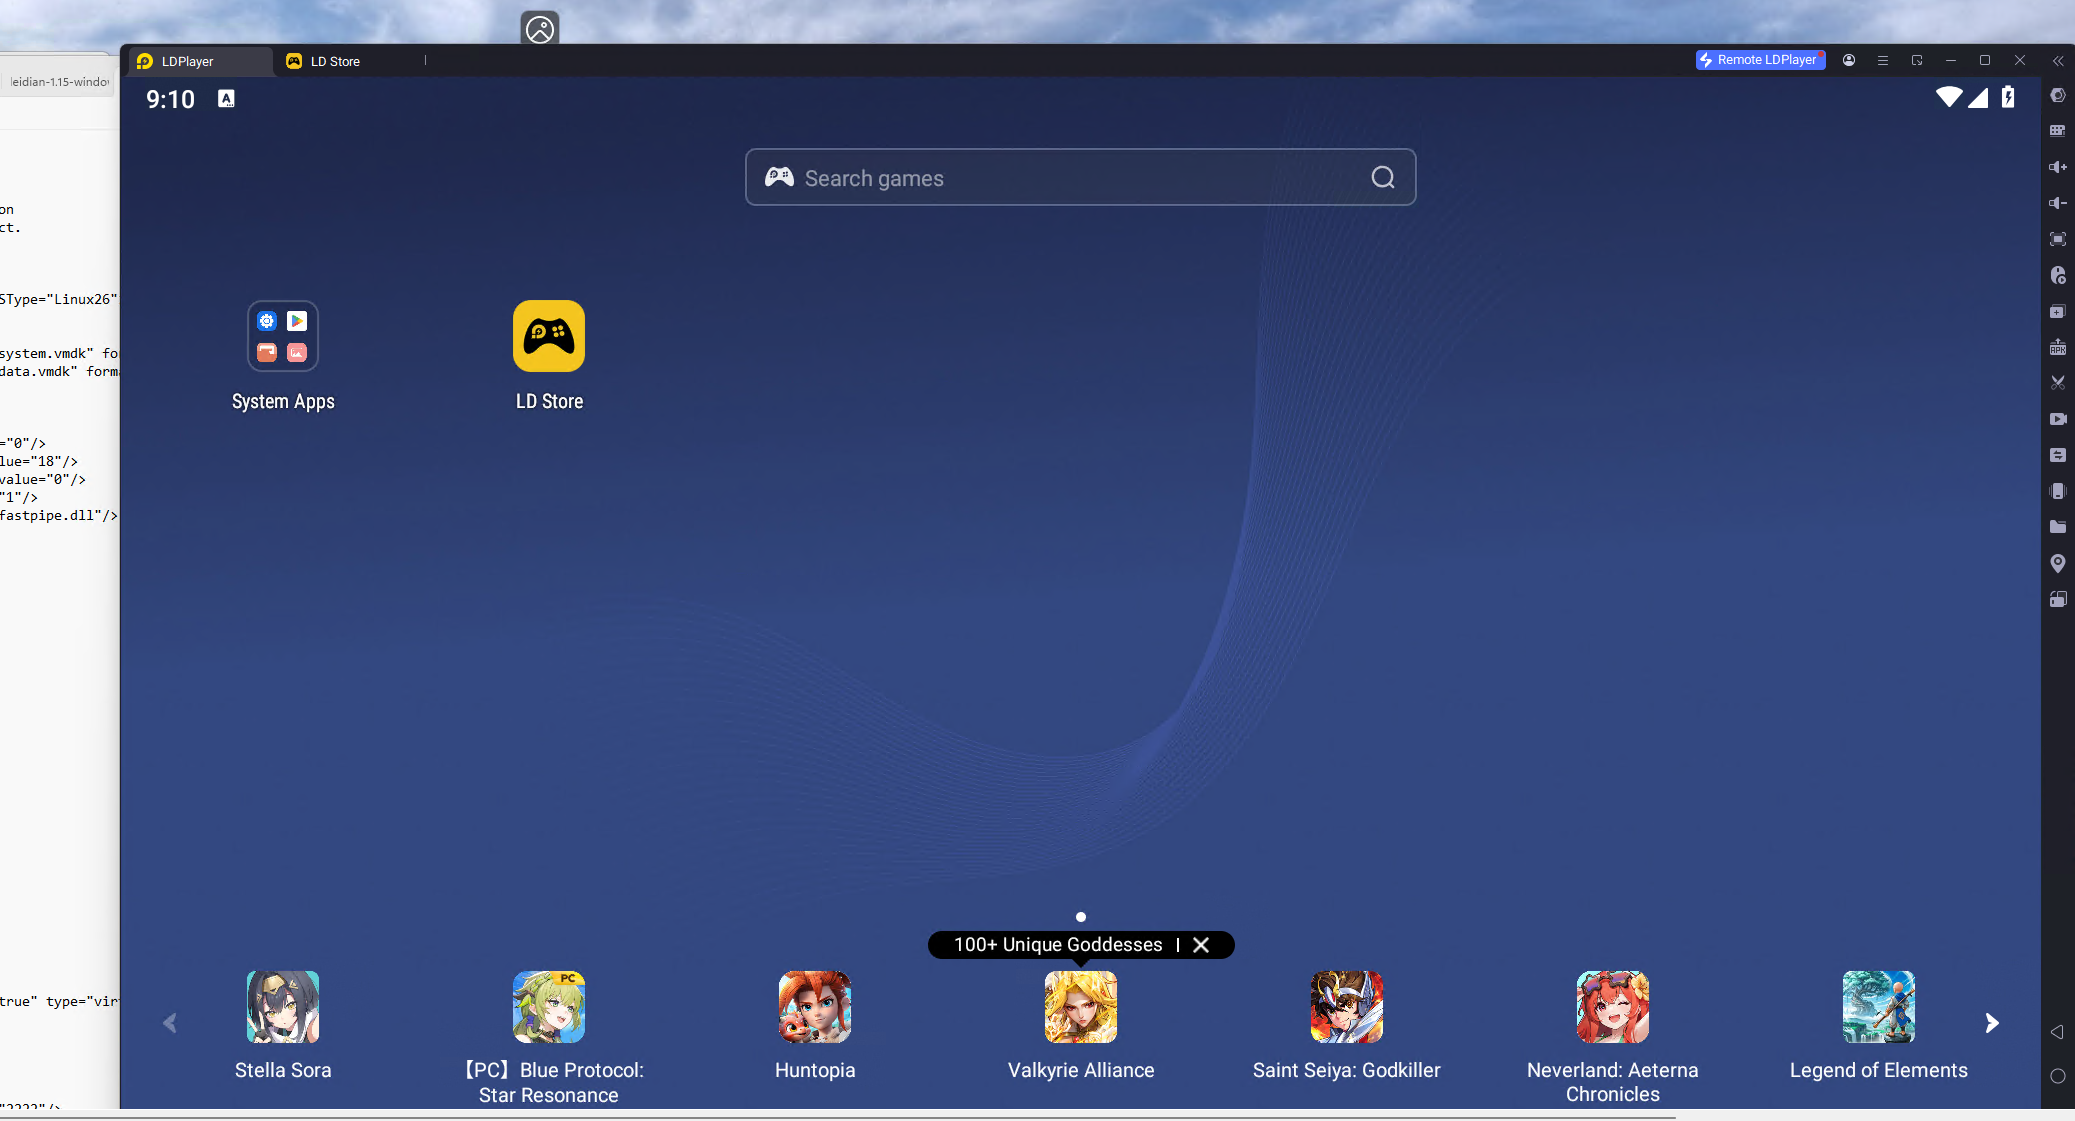 LDPlayer
LD Store
Remote LDPlayer
leidian-1.15-windo
9:10
A
Search games
on
ct.
SType="Linux26"
system.vmdk" fo
data.vmdk" form
="0"/>
lue="18"/>
value="0"/>
"1"/>
fastpipe.dll"/>
System Apps
LD Store
APK
true" type="vir
100+ Unique Goddesses
PC
Stella Sora
【PC】Blue Protocol:
Star Resonance
Huntopia
Valkyrie Alliance
Saint Seiya: Godkiller
Neverland: Aeterna
Chronicles
Legend of Elements